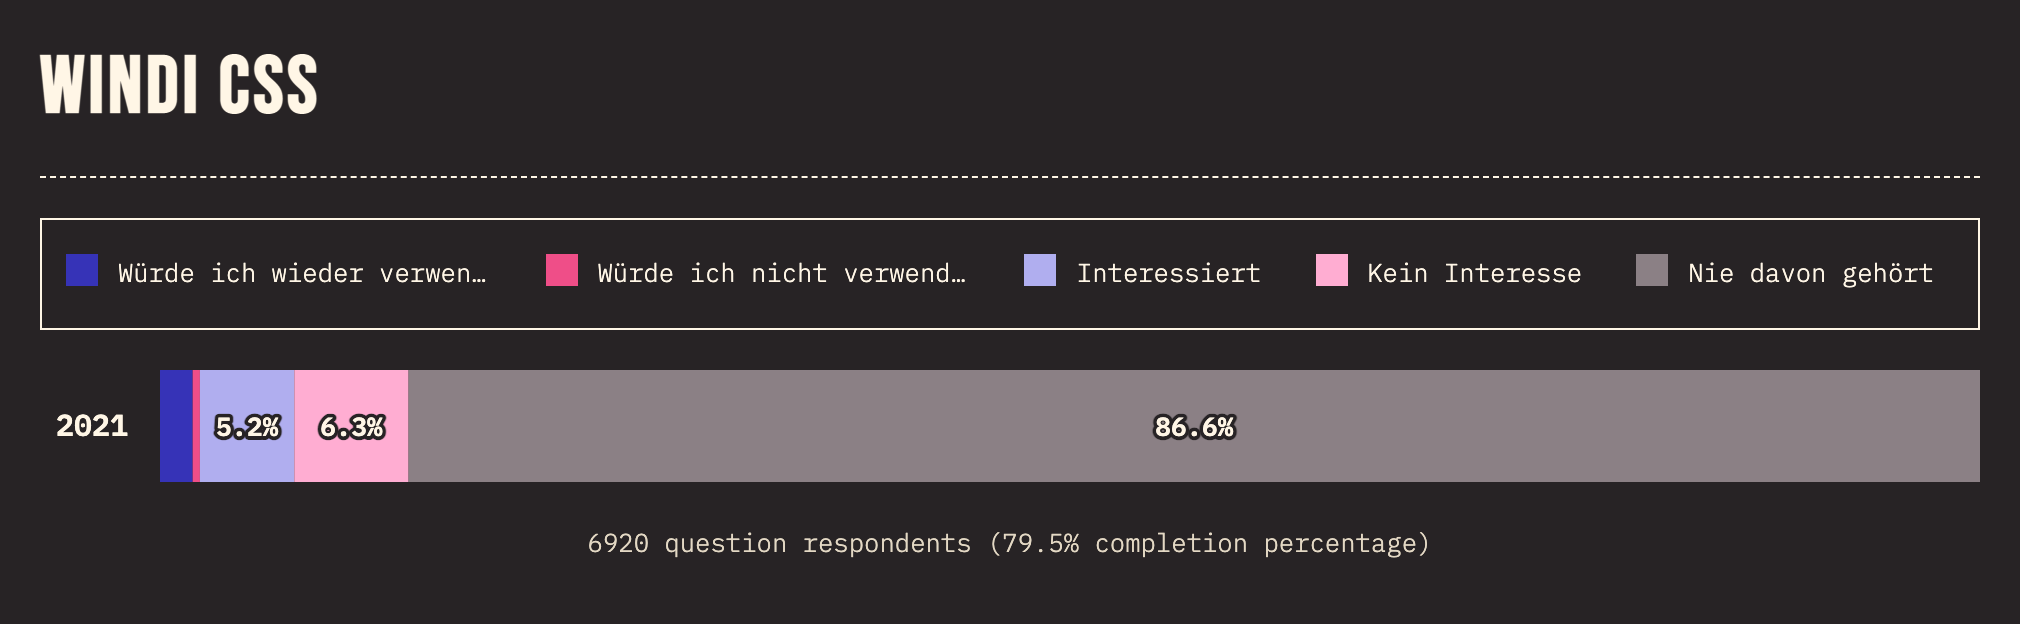 WINDI CSS
Würde ich wieder verwen… Würde ich nicht verwend… Interessiert Kein Interesse Nie davon gehört
2021 5.2% 6.3% 86.6%
6920 question respondents (79.5% completion percentage)